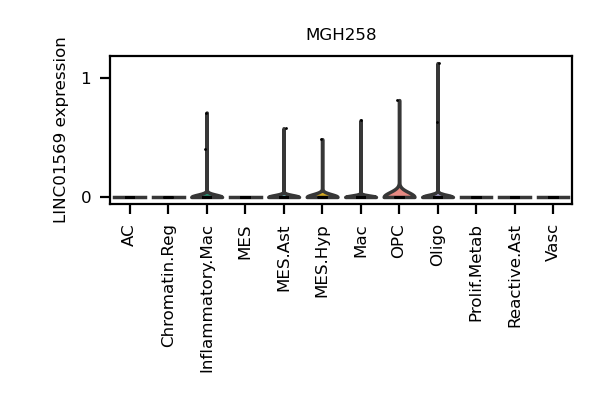 MGH258
LINC01569 expression
1
0
AC
Chromatin.Reg
Inflammatory.Mac
MES
MES.Ast
MES.Hyp
Mac
OPC
Oligo
Prolif.Metab
Reactive.Ast
Vasc